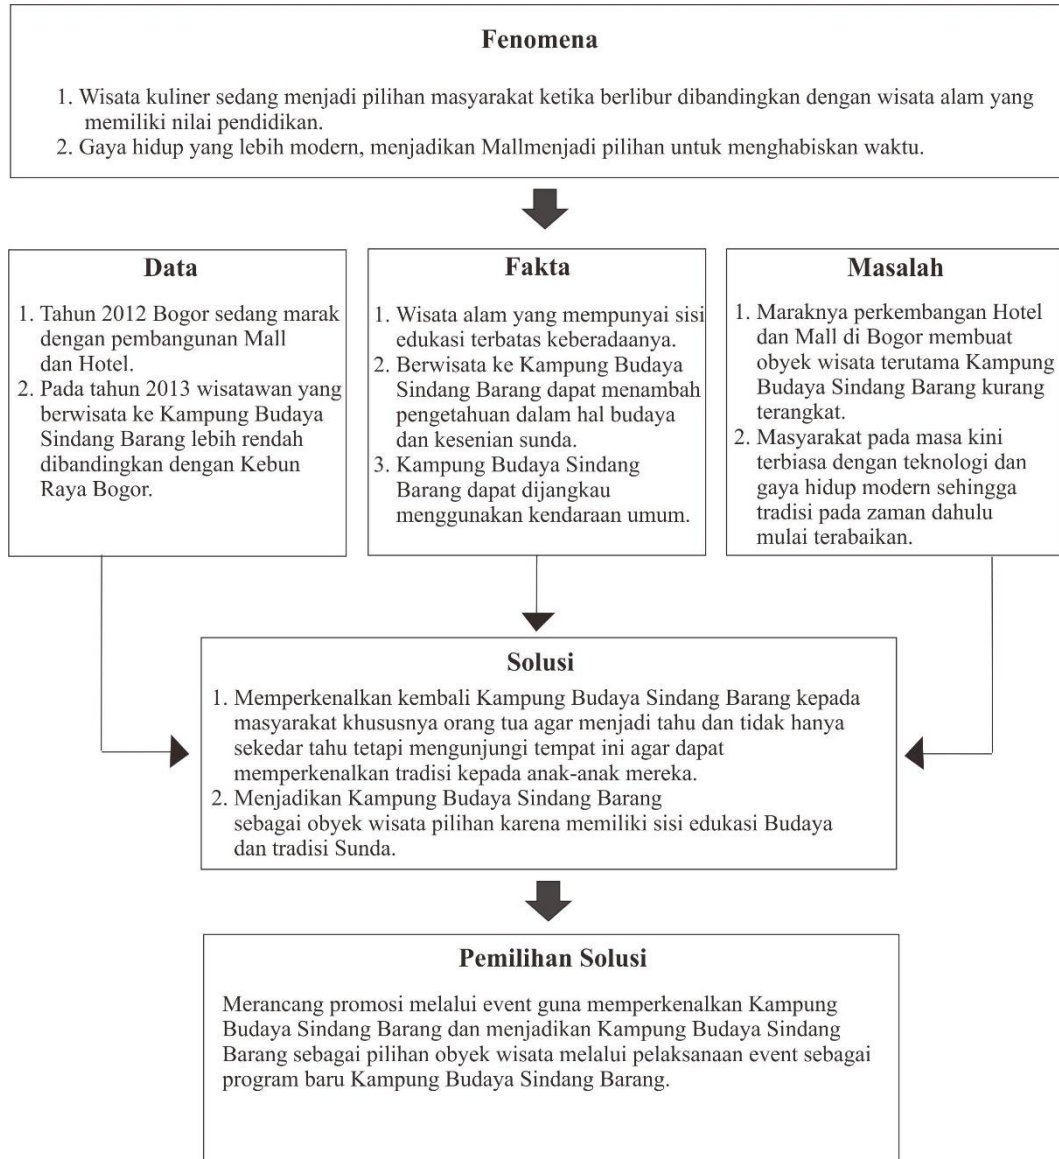 Fenomena
1. Wisata kuliner sedang menjadi pilihan masyarakat ketika berlibur dibandingkan dengan wisata alam yang
memiliki nilai pendidikan.
2. Gaya hidup yang lebih modern, menjadikan Mallmenjadi pilihan untuk menghabiskan waktu.
Data
1. Tahun 2012 Bogor sedang marak
dengan pembangunan Mall
dan Hotel.
2. Pada tahun 2013 wisatawan yang
berwisata ke Kampung Budaya
Sindang Barang lebih rendah
dibandingkan dengan Kebun
Raya Bogor.
Fakta
1. Wisata alam yang mempunyai sisi
edukasi terbatas keberadaanya.
2. Berwisata ke Kampung Budaya
Sindang Barang dapat menambah
pengetahuan dalam hal budaya
dan kesenian sunda.
3. Kampung Budaya Sindang
Barang dapat dijangkau
menggunakan kendaraan umum.
Masalah
1. Maraknya perkembangan Hotel
dan Mall di Bogor membuat
obyek wisata terutama Kampung
Budaya Sindang Barang kurang
terangkat.
2. Masyarakat pada masa kini
terbiasa dengan teknologi dan
gaya hidup modern sehingga
tradisi pada zaman dahulu
mulai terabaikan.
Solusi
1. Memperkenalkan kembali Kampung Budaya Sindang Barang kepada
masyarakat khususnya orang tua agar menjadi tahu dan tidak hanya
sekedar tahu tetapi mengunjungi tempat ini agar dapat
memperkenalkan tradisi kepada anak-anak mereka.
2. Menjadikan Kampung Budaya Sindang Barang
sebagai obyek wisata pilihan karena memiliki sisi edukasi Budaya
dan tradisi Sunda.
Pemilihan Solusi
Merancang promosi melalui event guna memperkenalkan Kampung
Budaya Sindang Barang dan menjadikan Kampung Budaya Sindang
Barang sebagai pilihan obyek wisata melalui pelaksanaan event sebagai
program baru Kampung Budaya Sindang Barang.